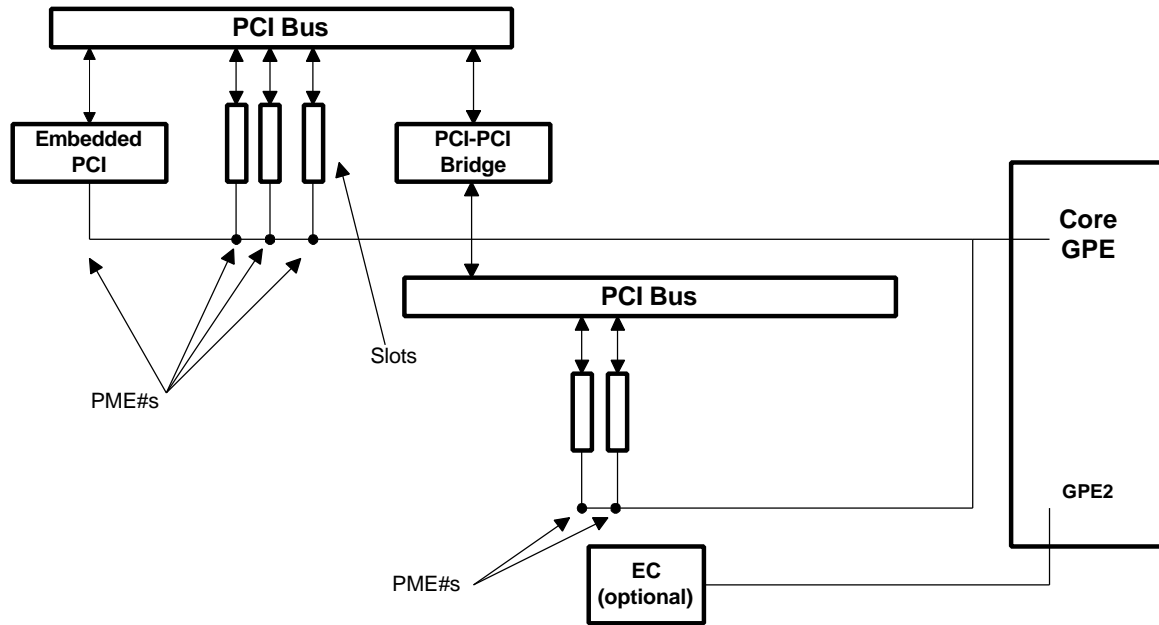 PCI Bus
Embedded
PCI
PCI-PCI
Bridge
Core
GPE
PCI Bus
Slots
PME#s
GPE2
PME#s
EC
(optional)